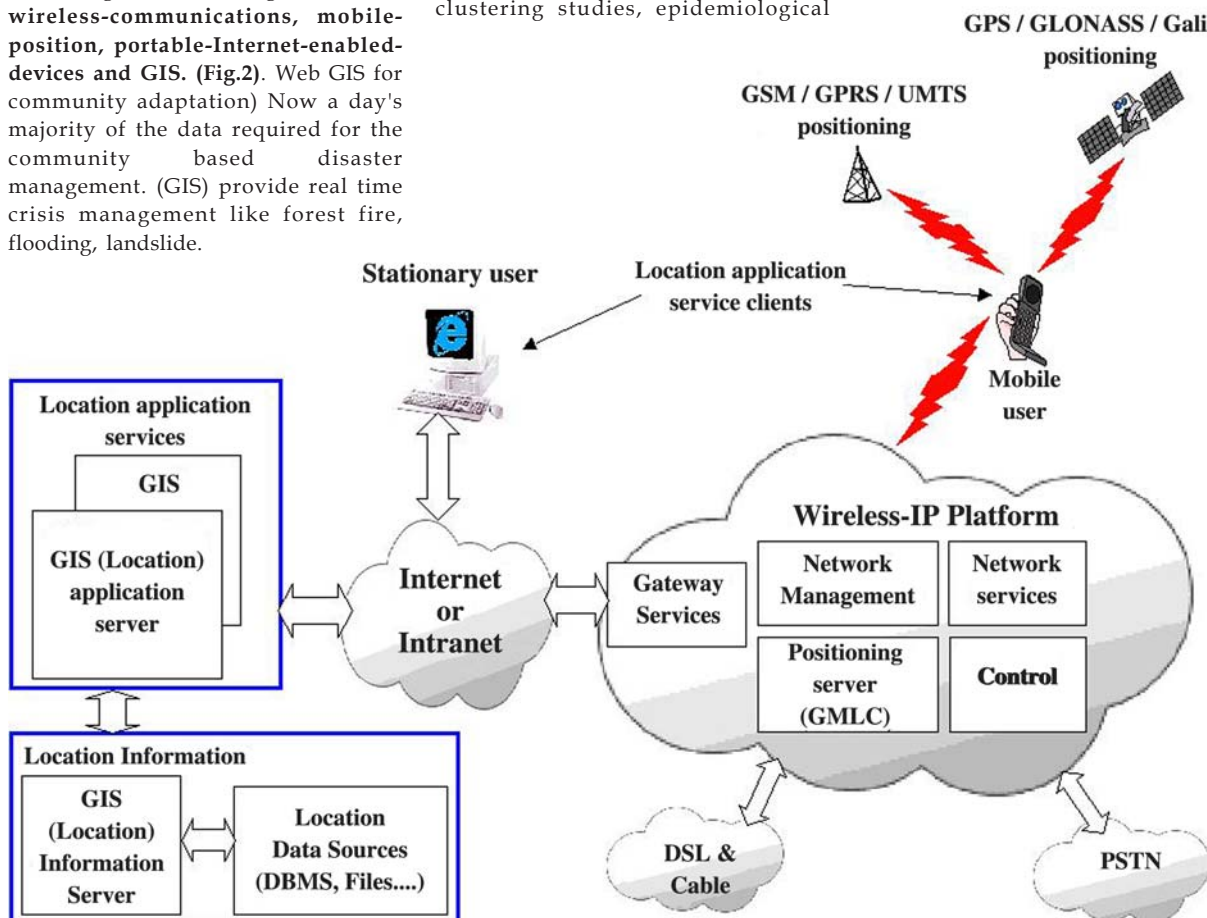 wireless-communications, mobile-
position, portable-Internet-enabled-
devices and GIS. (Fig.2). Web GIS for
community adaptation) Now a day's
majority of the data required for the
community based disaster
management. (GIS) provide real time
crisis management like forest fire,
flooding, landslide.
clustering studies, epidemiological
GPS / GLONASS / Gali
positioning
GSM / GPRS / UMTS
positioning
Stationary user
Location application
service clients
Mobile
user
Location application
services
GIS
GIS (Location)
application
server
Internet
or
Intranet
Wireless-IP Platform
Gateway
Services
Network
Management
Network
services
Positioning
server
(GMLC)
Control
Location Information
GIS
(Location)
Information
Server
Location
Data Sources
(DBMS, Files....)
DSL &
Cable
PSTN